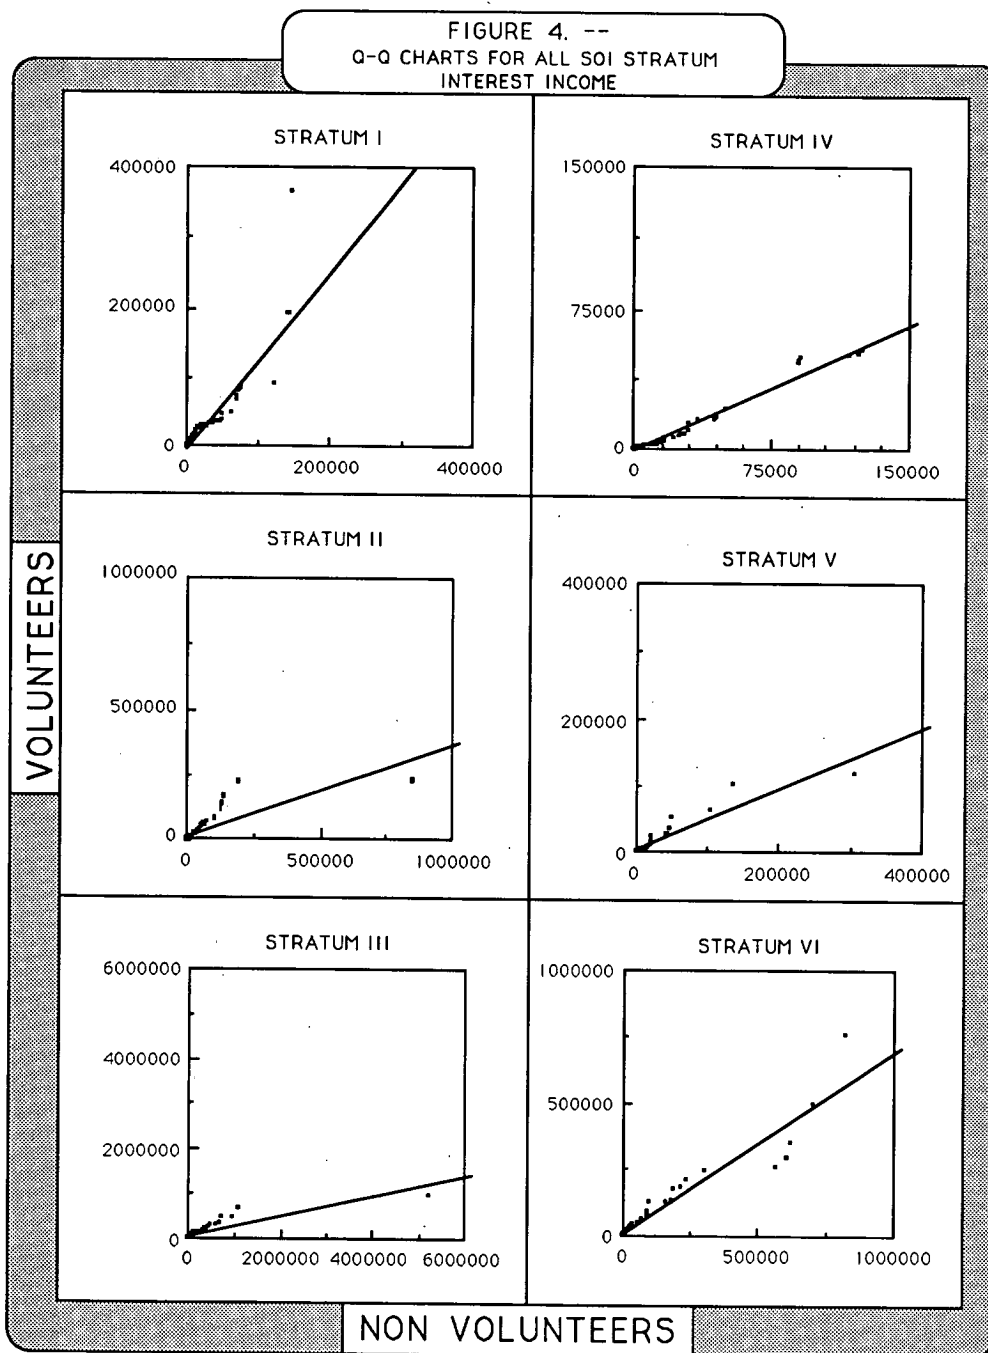 FIGURE 4. --
Q-Q CHARTS FOR ALL SOI STRATUM
INTEREST INCOME
VOLUNTEERS
STRATUM I
400000
200000
0
0 200000 400000
STRATUM IV
150000
75000
0
0 75000 150000
STRATUM II
1000000
500000
0
0 500000 1000000
STRATUM V
400000
200000
0
0 200000 400000
STRATUM III
6000000
4000000
2000000
0
0 2000000 4000000 6000000
STRATUM VI
1000000
500000
0
0 500000 1000000
NON VOLUNTEERS